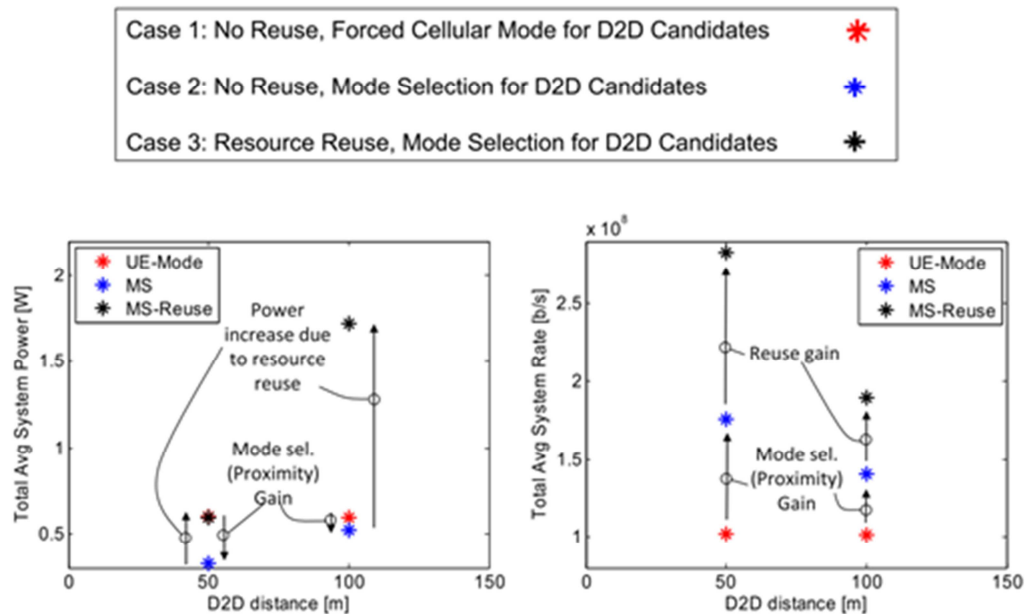 Case 1: No Reuse, Forced Cellular Mode for D2D Candidates
Case 2: No Reuse, Mode Selection for D2D Candidates
Case 3: Resource Reuse, Mode Selection for D2D Candidates
Total Avg System Power [W]
2
1.5
1
0.5
0
50
100
150
D2D distance [m]
UE-Mode
MS
MS-Reuse
Power
increase due
to resource
reuse
Mode sel.
(Proximity)
Gain
x 10^8
Total Avg System Rate [b/s]
2.5
2
1.5
1
0
50
100
150
D2D distance [m]
UE-Mode
MS
MS-Reuse
Reuse gain
Mode sel.
(Proximity)
Gain